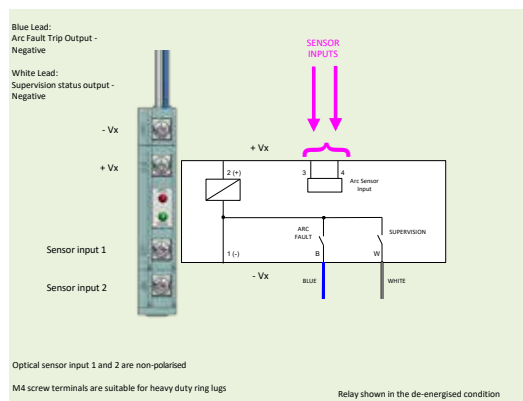 Blue Lead:
Arc Fault Trip Output -
Negative
White Lead:
Supervision status output -
Negative
SENSOR
INPUTS
- Vx
+ Vx
+ Vx
2 (+)
3
4
Arc Sensor
Input
ARC
FAULT
SUPERVISION
Sensor input 1
1 (-)
B
W
- Vx
BLUE
WHITE
Sensor input 2
Optical sensor input 1 and 2 are non-polarised
M4 screw terminals are suitable for heavy duty ring lugs
Relay shown in the de-energised condition